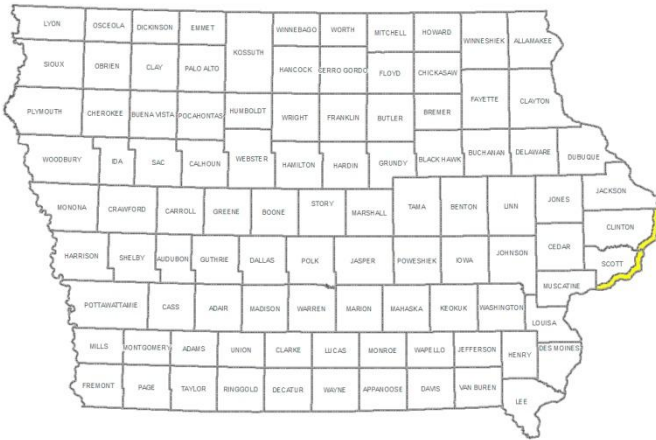 LYON OSCEOLA DICKINSON EMMET WINNEBAGO WORTH MITCHELL HOWARD WINNESHIEK ALLAMAKEE
KOSSUTH
SIOUX OBRIEN CLAY PALO ALTO HANCOCK CERRO GORDO FLOYD CHICKASAW
PLYMOUTH CHEROKEE BUENA VISTA POCAHONTAS HUMBOLDT WRIGHT FRANKLIN BUTLER BREMER FAYETTE CLAYTON
WOODBURY IDA SAC CALHOUN WEBSTER HAMILTON HARDIN GRUNDY BLACK HAWK BUCHANAN DELAWARE DUBUQUE
MONONA CRAWFORD CARROLL GREENE BOONE STORY MARSHALL TAMA BENTON LINN JONES JACKSON
CLINTON
HARRISON SHELBY AUDUBON GUTHRIE DALLAS POLK JASPER POWESHIEK IOWA JOHNSON CEDAR SCOTT
MUSCATINE
POTTAWATTAMIE CASS ADAIR MADISON WARREN MARION MAHASKA KEOKUK WASHINGTON LOUISA
MILLS MONTGOMERY ADAMS UNION CLARKE LUCAS MONROE WAPELLO JEFFERSON HENRY DES MOINES
FREMONT PAGE TAYLOR RINGGOLD DECATUR WAYNE APPANOOSE DAVIS VAN BUREN LEE